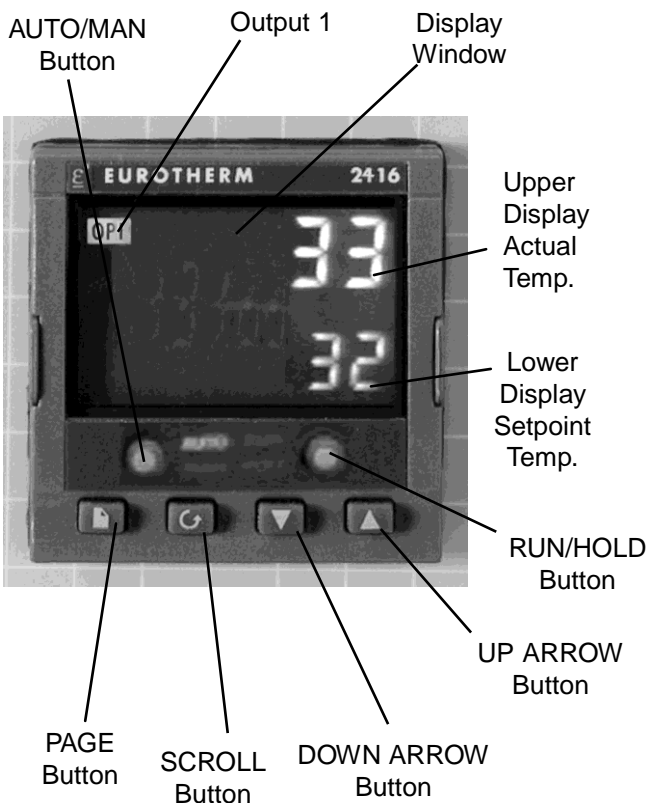 AUTO/MAN
Button
Output 1
Display
Window
EUROTHERM 2416
OP1
33
Upper
Display
Actual
Temp.
32
Lower
Display
Setpoint
Temp.
AUTO
RUN/HOLD
Button
UP ARROW
Button
PAGE
Button
SCROLL
Button
DOWN ARROW
Button